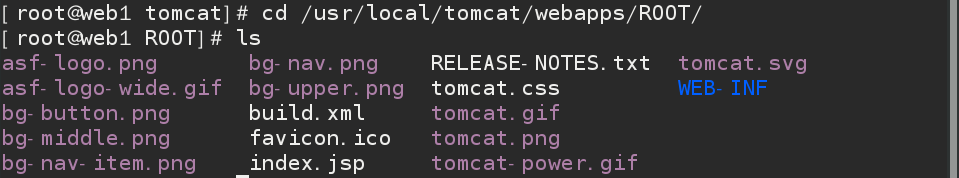 [root@web1 tomcat]# cd /usr/local/tomcat/webapps/ROOT/
[root@web1 ROOT]# ls
asf-logo.png bg-nav.png RELEASE-NOTES.txt tomcat.svg
asf-logo-wide.gif bg-upper.png tomcat.css WEB-INF
bg-button.png build.xml tomcat.gif
bg-middle.png favicon.ico tomcat.png
bg-nav-item.png index.jsp tomcat-power.gif